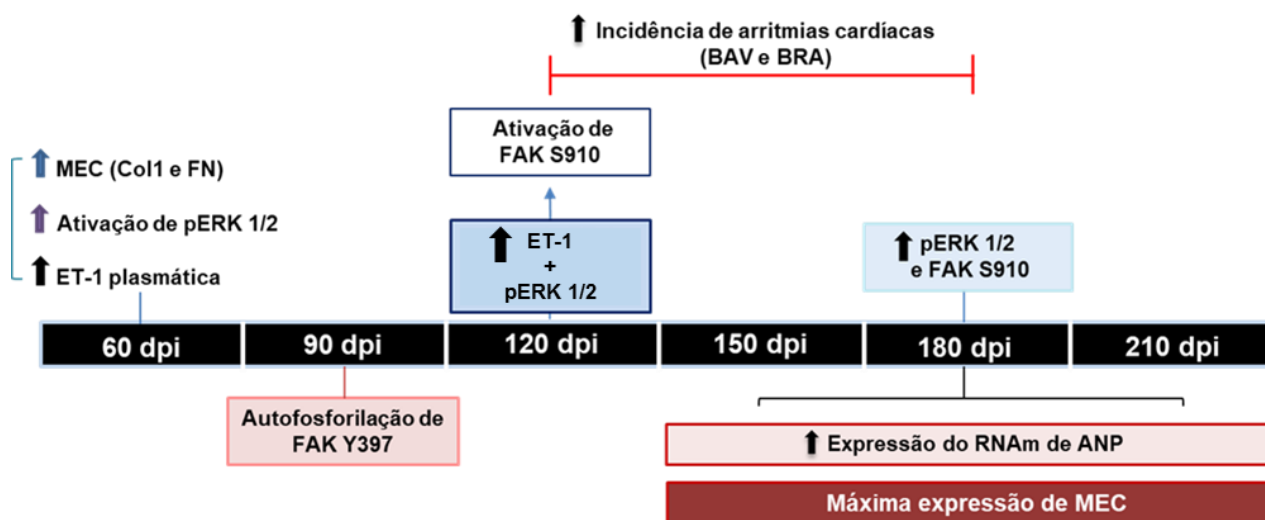 Incidência de arritmias cardíacas
(BAV e BRA)
Ativação de
FAK S910
MEC (Col1 e FN)
Ativação de pERK 1/2
ET-1 plasmática
ET-1
+
pERK 1/2
pERK 1/2
e FAK S910
60 dpi
90 dpi
120 dpi
150 dpi
180 dpi
210 dpi
Autofosforilação de
FAK Y397
Expressão do RNAm de ANP
Máxima expressão de MEC